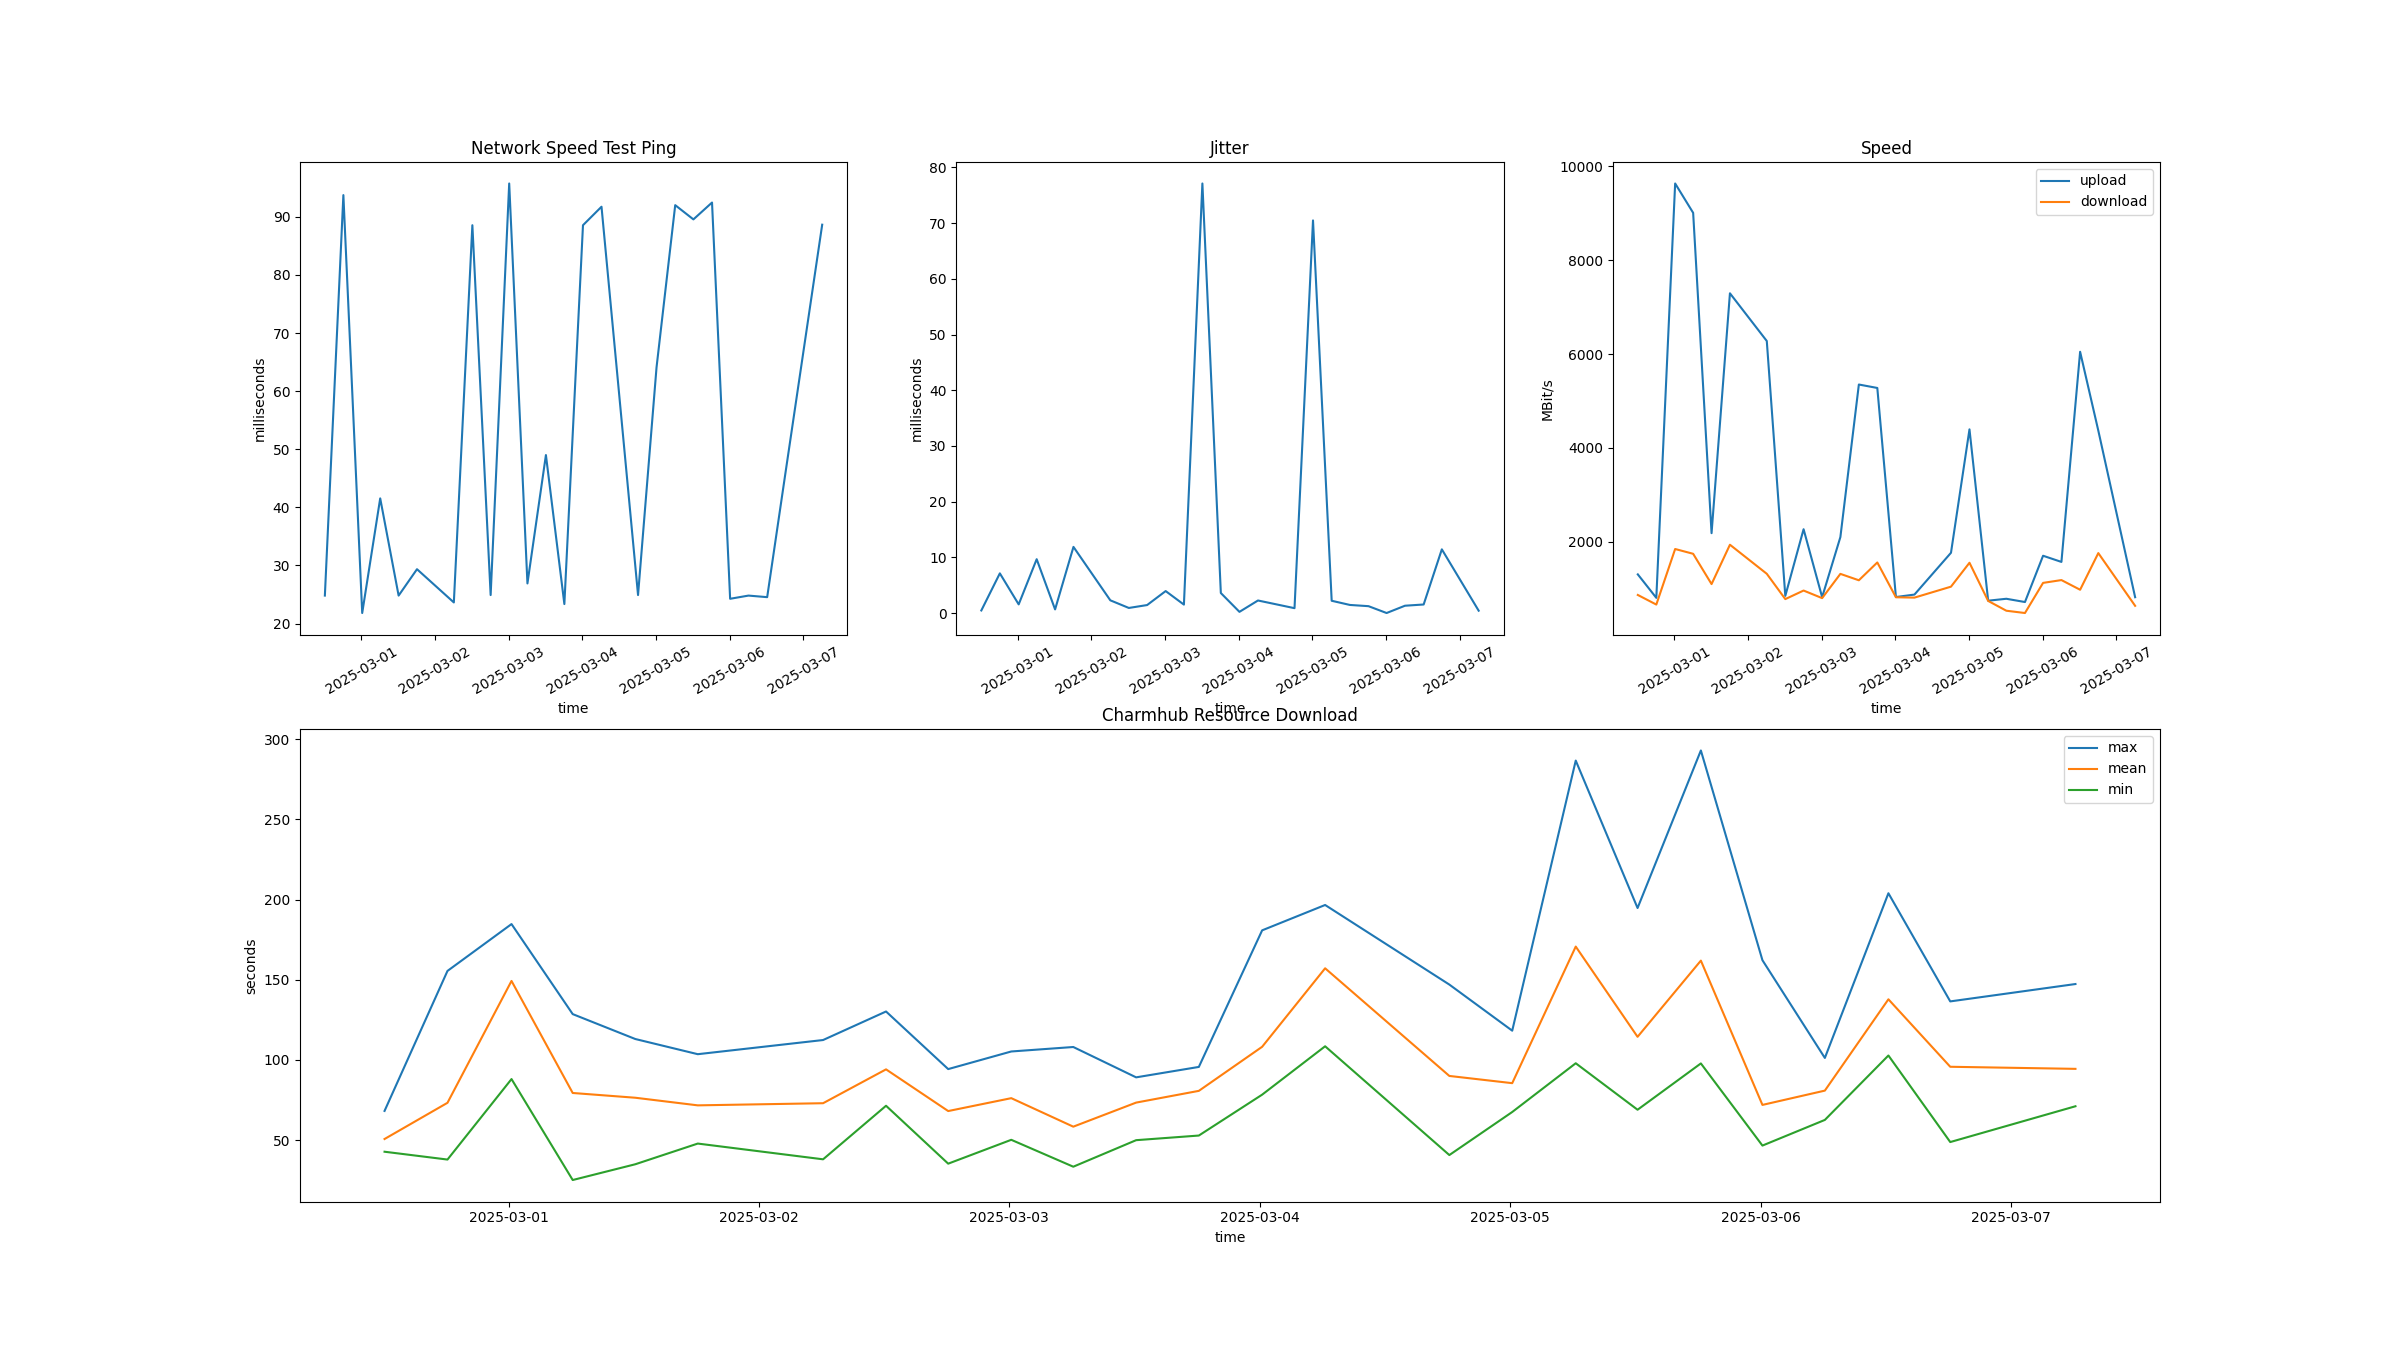 Network Speed Test Ping
milliseconds
90
80
70
60
50
40
30
20
2025-03-01 2025-03-02 2025-03-03 2025-03-04 2025-03-05 2025-03-06 2025-03-07
time
Jitter
milliseconds
80
70
60
50
40
30
20
10
0
2025-03-01 2025-03-02 2025-03-03 2025-03-04 2025-03-05 2025-03-06 2025-03-07
time
Speed
MBit/s
10000
8000
6000
4000
2000
upload
download
2025-03-01 2025-03-02 2025-03-03 2025-03-04 2025-03-05 2025-03-06 2025-03-07
time
Charmhub Resource Download
seconds
300
250
200
150
100
50
max
mean
min
2025-03-01 2025-03-02 2025-03-03 2025-03-04 2025-03-05 2025-03-06 2025-03-07
time